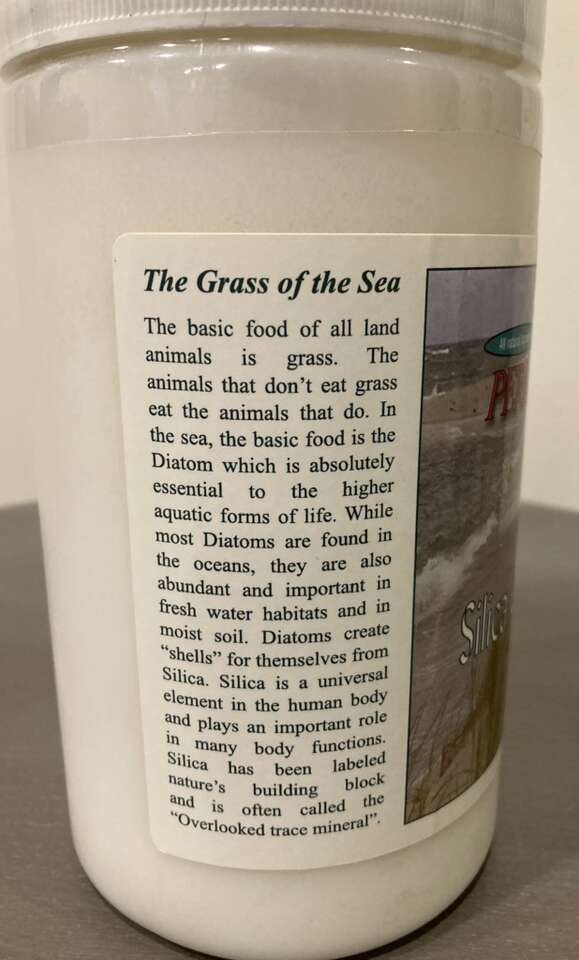 The Grass of the Sea
The basic food of all land
animals is grass. The
animals that don't eat grass
eat the animals that do. In
the sea, the basic food is the
Diatom which is absolutely
essential to the higher
aquatic forms of life. While
most Diatoms are found in
the oceans, they are also
abundant and important in
fresh water habitats and in
moist soil. Diatoms create
“shells” for themselves from
Silica. Silica is a universal
element in the human body
and plays an important role
in many body functions.
Silica has been labeled
nature's building block
and is often called the
“Overlooked trace mineral”.
All natural
Silica